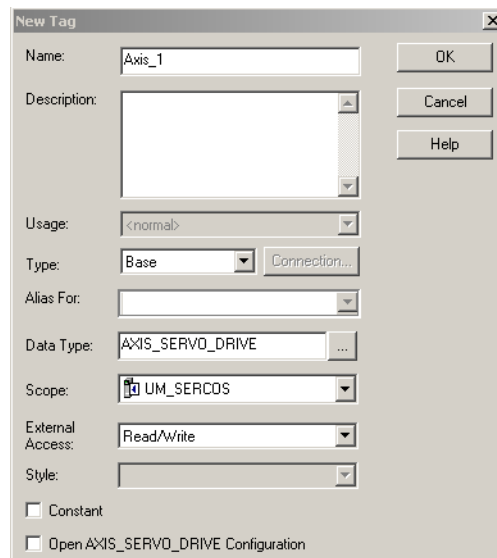 New Tag
Name: Axis_1 OK
Description: Cancel
Help
Usage: <normal>
Type: Base Connection...
Alias For:
Data Type: AXIS_SERVO_DRIVE ...
Scope: UM_SERCOS
External Access: Read/Write
Style:
Constant
Open AXIS_SERVO_DRIVE Configuration